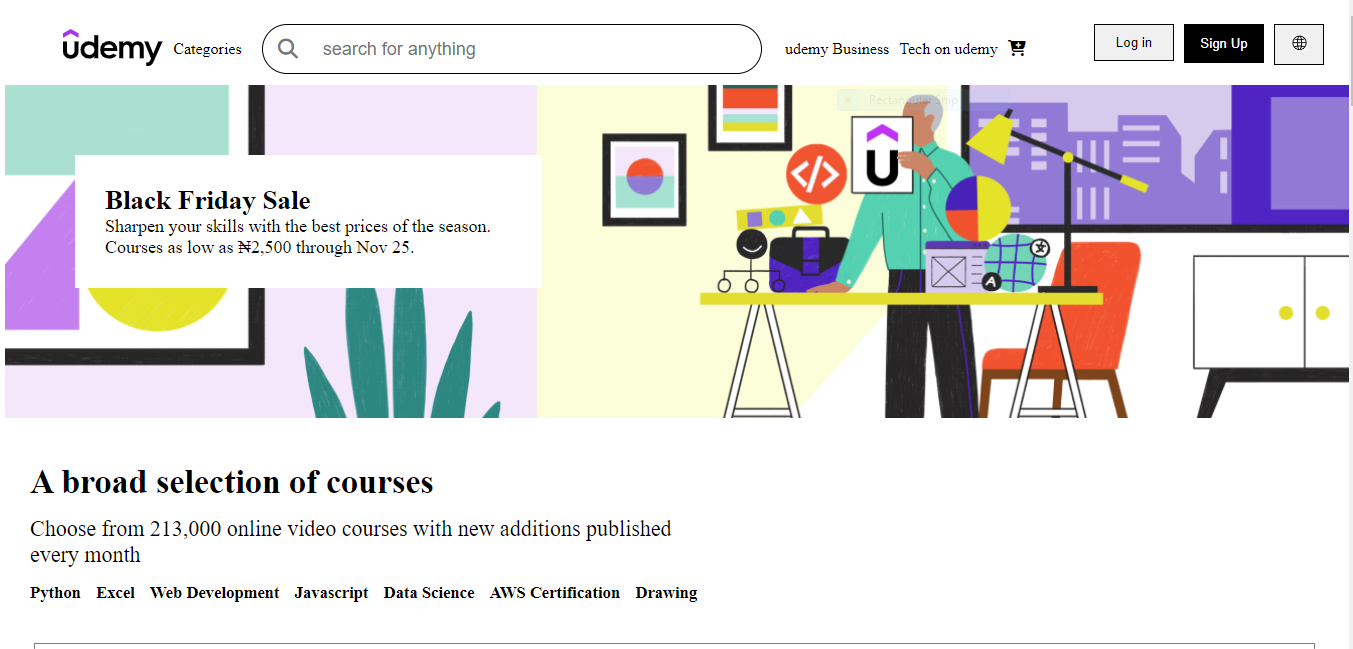 udemy Categories search for anything udemy Business Tech on udemy Log in Sign Up
Rectangular Snip
U
</>
A
Black Friday Sale
Sharpen your skills with the best prices of the season.
Courses as low as ₦2,500 through Nov 25.
A broad selection of courses
Choose from 213,000 online video courses with new additions published
every month
Python Excel Web Development Javascript Data Science AWS Certification Drawing